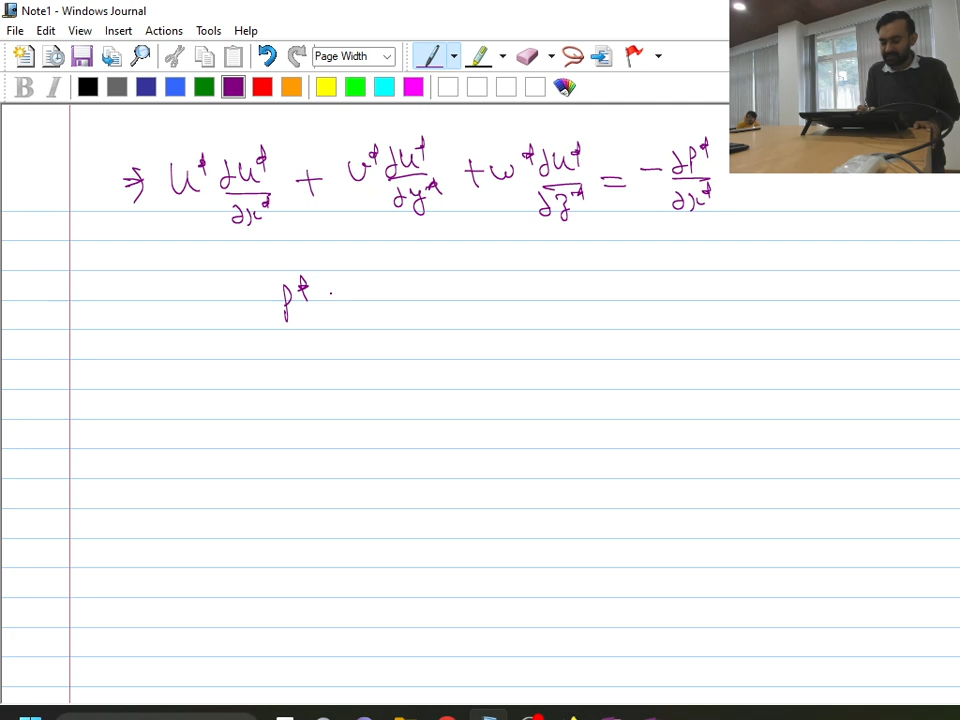 Note1 - Windows Journal
File Edit View Insert Actions Tools Help
Page Width
B I
⇒ u* ∂u*/∂x* + v* ∂u*/∂y* + w* ∂u*/∂z* = - ∂p*/∂x*
p*